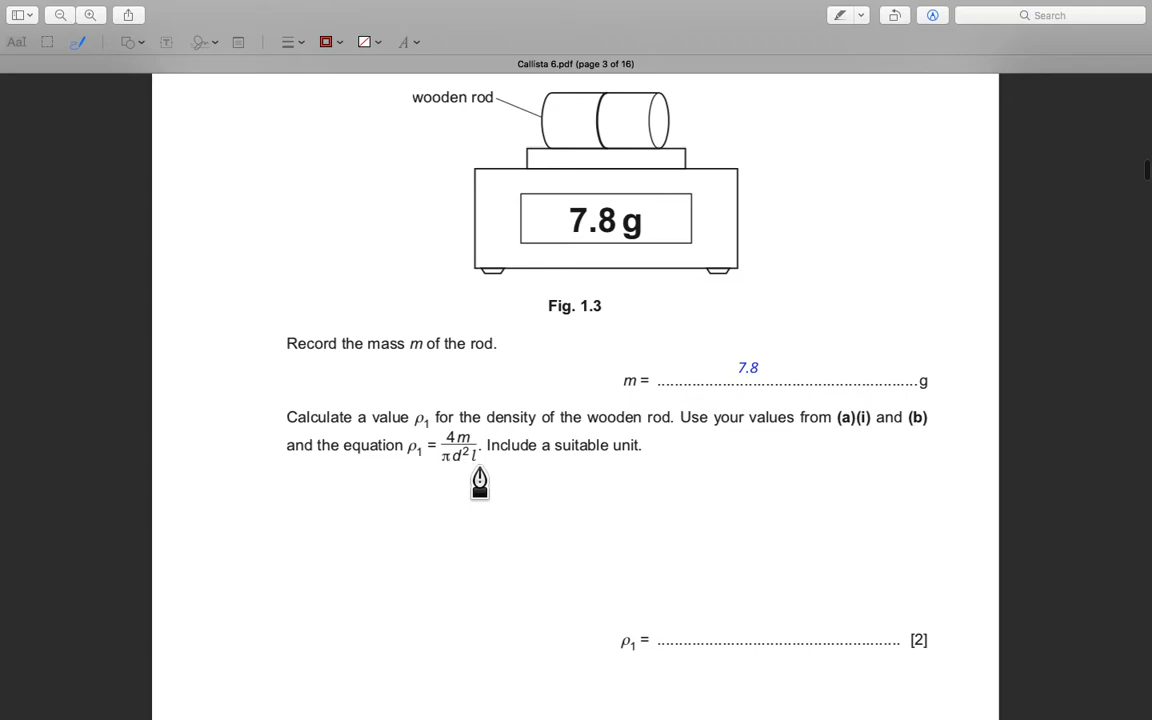 AaI
A
Search
Callista 6.pdf (page 3 of 16)
wooden rod
7.8 g
Fig. 1.3
Record the mass m of the rod.
7.8
m = ............................................................ g
Calculate a value ρ₁ for the density of the wooden rod. Use your values from (a)(i) and (b)
and the equation ρ₁ = 4m / πd²l. Include a suitable unit.
ρ₁ = ........................................................ [2]